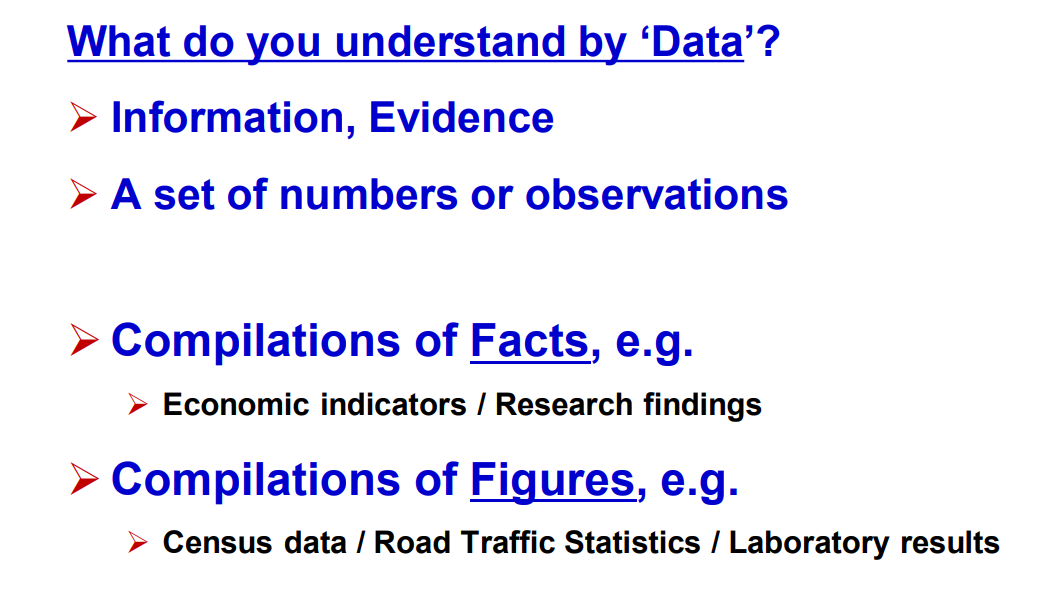 What do you understand by ‘Data’?
Information, Evidence
A set of numbers or observations
Compilations of Facts, e.g.
Economic indicators / Research findings
Compilations of Figures, e.g.
Census data / Road Traffic Statistics / Laboratory results